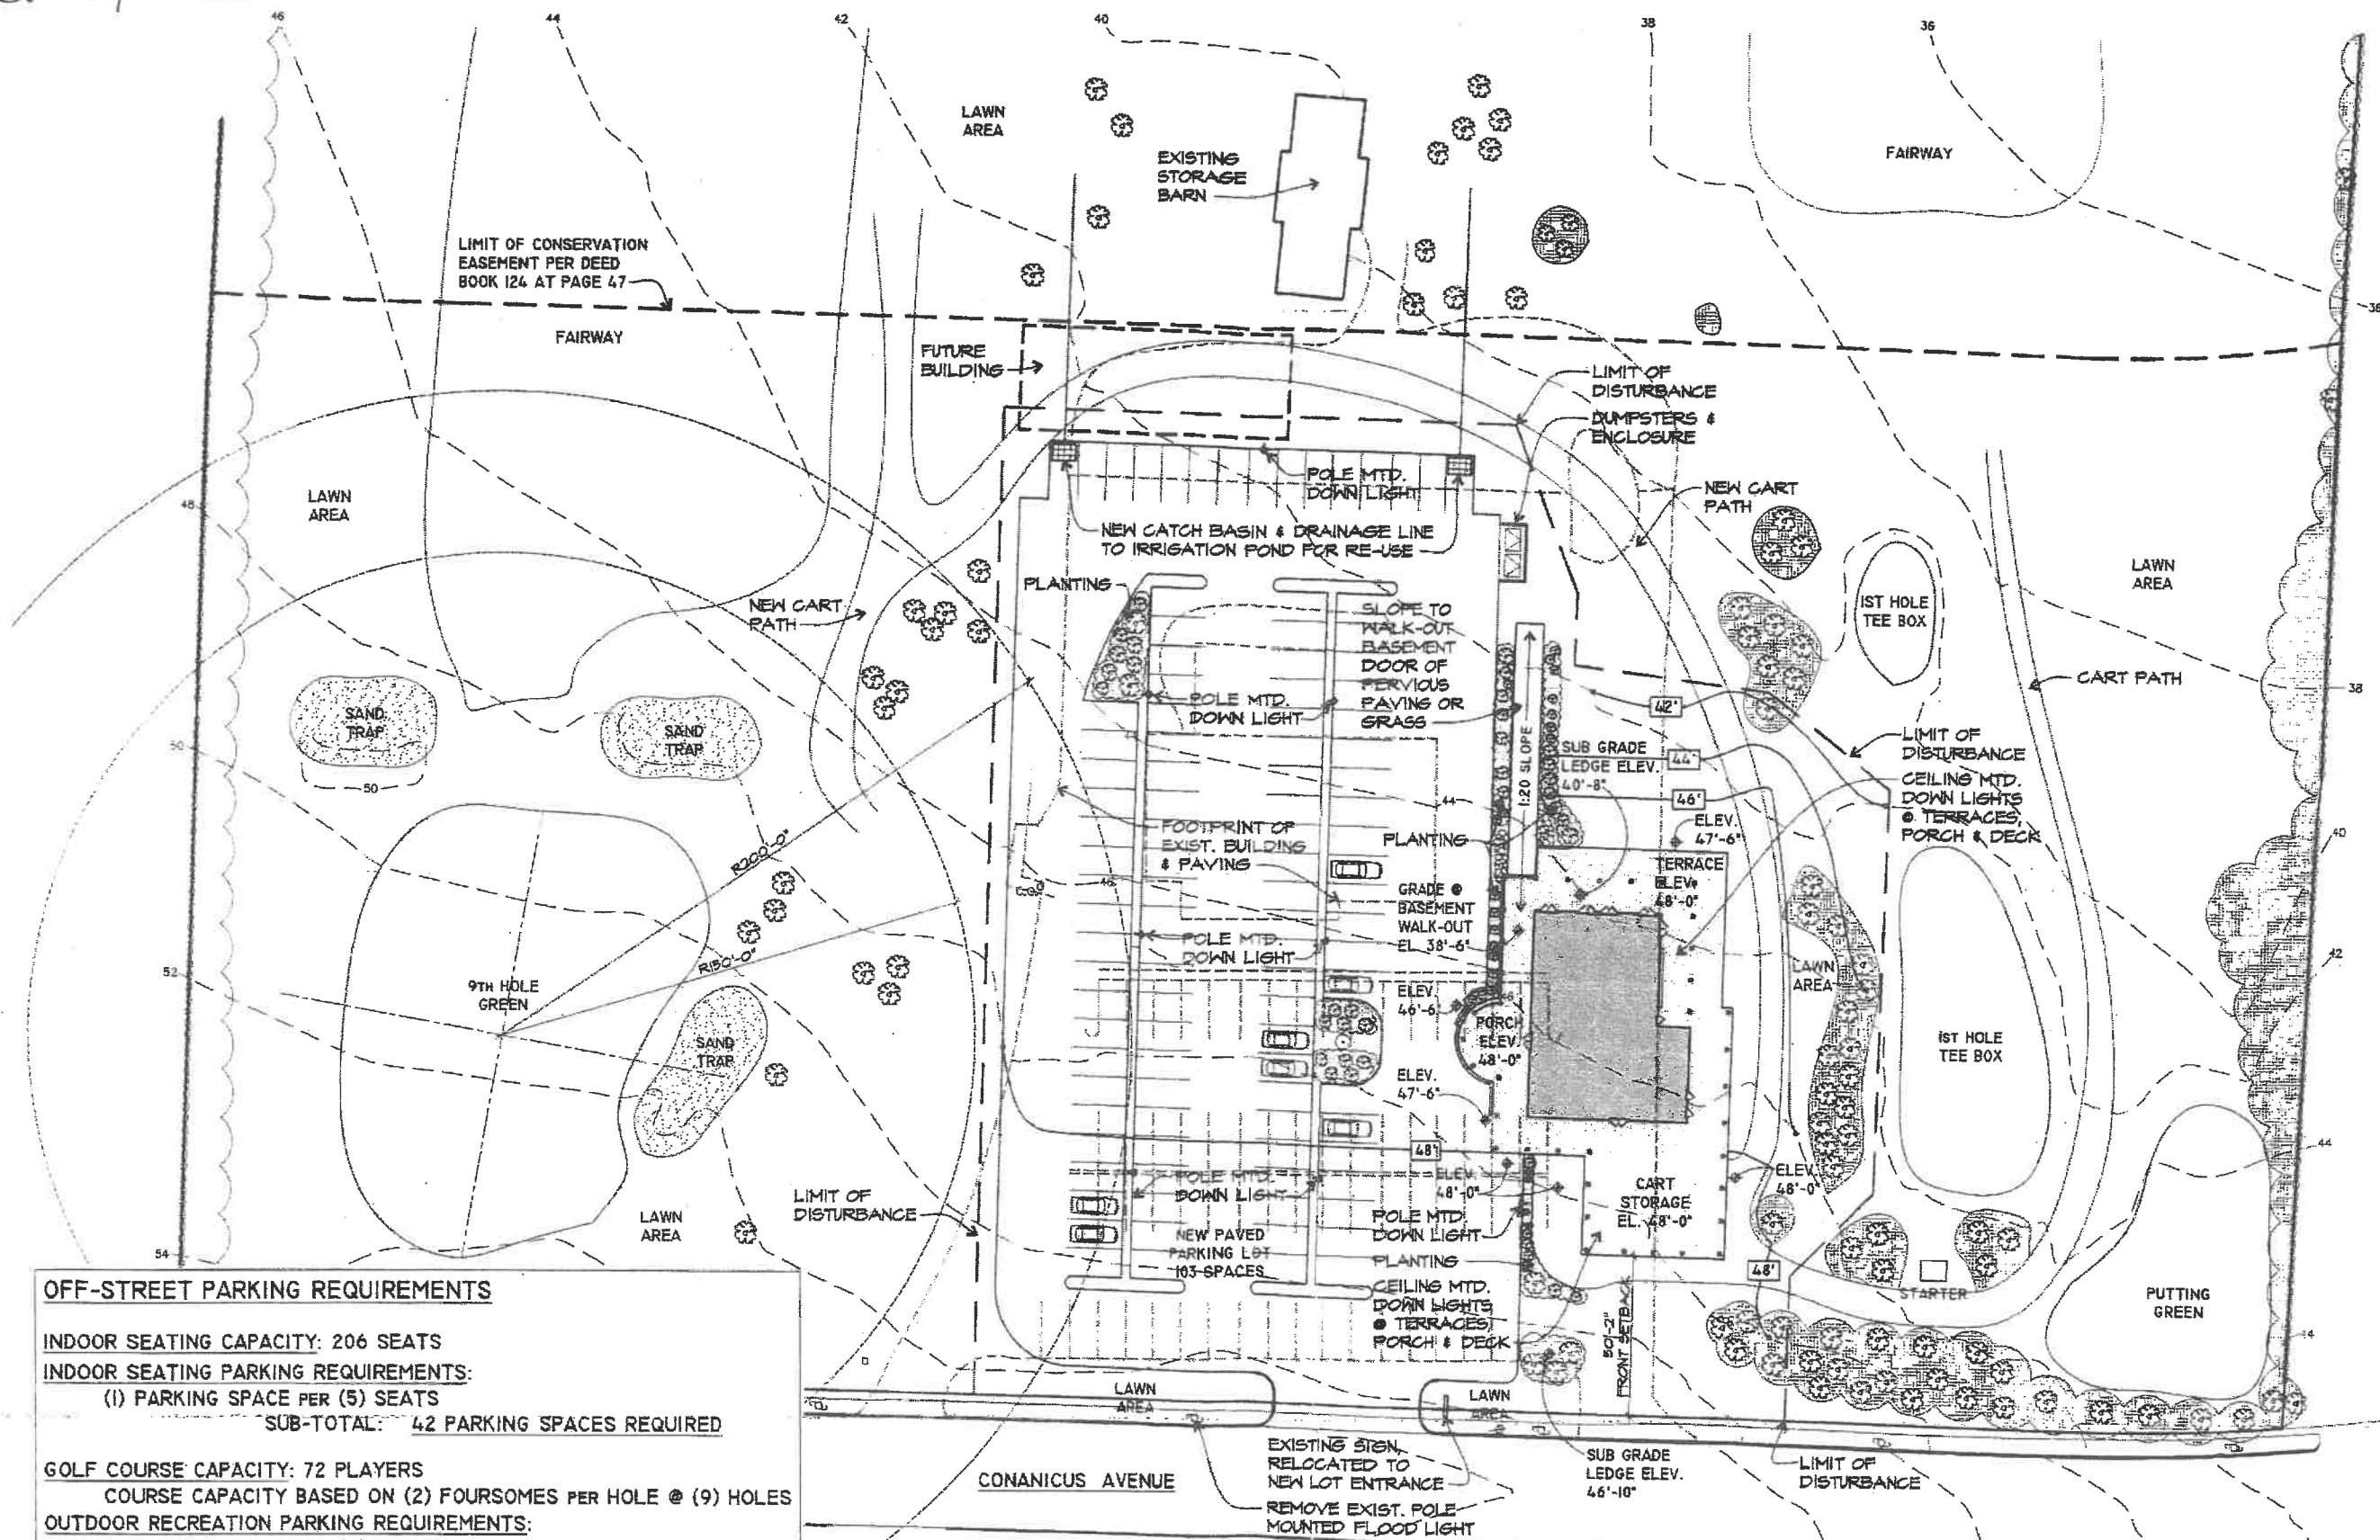 46
44
42
40
38
36
LAWN
AREA
EXISTING
STORAGE
BARN
FAIRWAY
LIMIT OF CONSERVATION
EASEMENT PER DEED
BOOK 124 AT PAGE 47
FAIRWAY
36
FUTURE
BUILDING
LIMIT OF
DISTURBANCE
DUMPSTERS &
ENCLOSURE
POLE MTD.
DOWN LIGHT
NEW CART
PATH
LAWN
AREA
48
NEW CATCH BASIN & DRAINAGE LINE
TO IRRIGATION POND FOR RE-USE
LAWN
AREA
PLANTING
NEW CART
PATH
SLOPE TO
WALK-OUT
BASEMENT
DOOR OF
PERVIOUS
PAVING OR
GRASS
1ST HOLE
TEE BOX
CART PATH
38
SAND
TRAP
SAND
TRAP
POLE MTD.
DOWN LIGHT
42'
50
50
1:20 SLOPE
SUB GRADE
LEDGE ELEV.
40'-8"
44'
46'
LIMIT OF
DISTURBANCE
CEILING MTD.
DOWN LIGHTS
@ TERRACES,
PORCH & DECK
44
R200'-0"
FOOTPRINT OF
EXIST. BUILDING
& PAVING
PLANTING
ELEV.
47'-6"
40
TERRACE
ELEV.
48'-0"
46
GRADE @
BASEMENT
WALK-OUT
EL. 38'-6"
R150'-0"
POLE MTD.
DOWN LIGHT
52
42
9TH HOLE
GREEN
LAWN
AREA
ELEV.
46'-6"
PORCH
ELEV.
48'-0"
SAND
TRAP
1ST HOLE
TEE BOX
ELEV.
47'-6"
48'
44
POLE MTD.
DOWN LIGHT
ELEV.
48'-0"
CART
STORAGE
EL. 48'-0"
ELEV.
46'-0"
LIMIT OF
DISTURBANCE
LAWN
AREA
54
NEW PAVED
PARKING LOT
103 SPACES
POLE MTD.
DOWN LIGHT
PLANTING
CEILING MTD.
DOWN LIGHTS
@ TERRACES,
PORCH & DECK
48'
STARTER
PUTTING
GREEN
50'-2"
FRONT SETBACK
44
OFF-STREET PARKING REQUIREMENTS
INDOOR SEATING CAPACITY: 206 SEATS
INDOOR SEATING PARKING REQUIREMENTS:
(1) PARKING SPACE PER (5) SEATS
SUB-TOTAL: 42 PARKING SPACES REQUIRED
GOLF COURSE CAPACITY: 72 PLAYERS
COURSE CAPACITY BASED ON (2) FOURSOMES PER HOLE @ (9) HOLES
OUTDOOR RECREATION PARKING REQUIREMENTS:
LAWN
AREA
LAWN
AREA
CONANICUS AVENUE
EXISTING SIGN,
RELOCATED TO
NEW LOT ENTRANCE
REMOVE EXIST. POLE
MOUNTED FLOOD LIGHT
SUB GRADE
LEDGE ELEV.
46'-10"
LIMIT OF
DISTURBANCE